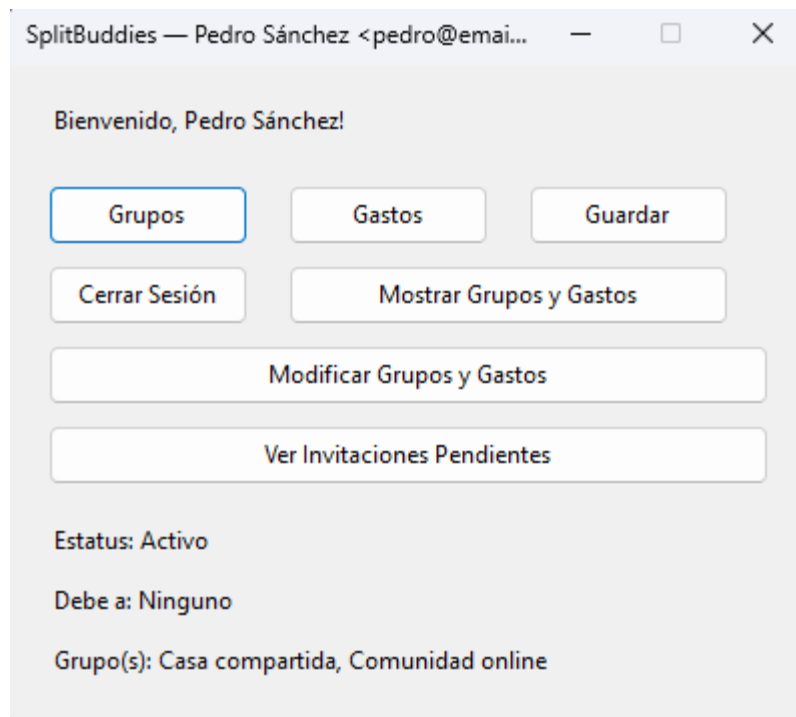 SplitBuddies — Pedro Sánchez <pedro@emai...
Bienvenido, Pedro Sánchez!
Grupos Gastos Guardar
Cerrar Sesión Mostrar Grupos y Gastos
Modificar Grupos y Gastos
Ver Invitaciones Pendientes
Estatus: Activo
Debe a: Ninguno
Grupo(s): Casa compartida, Comunidad online